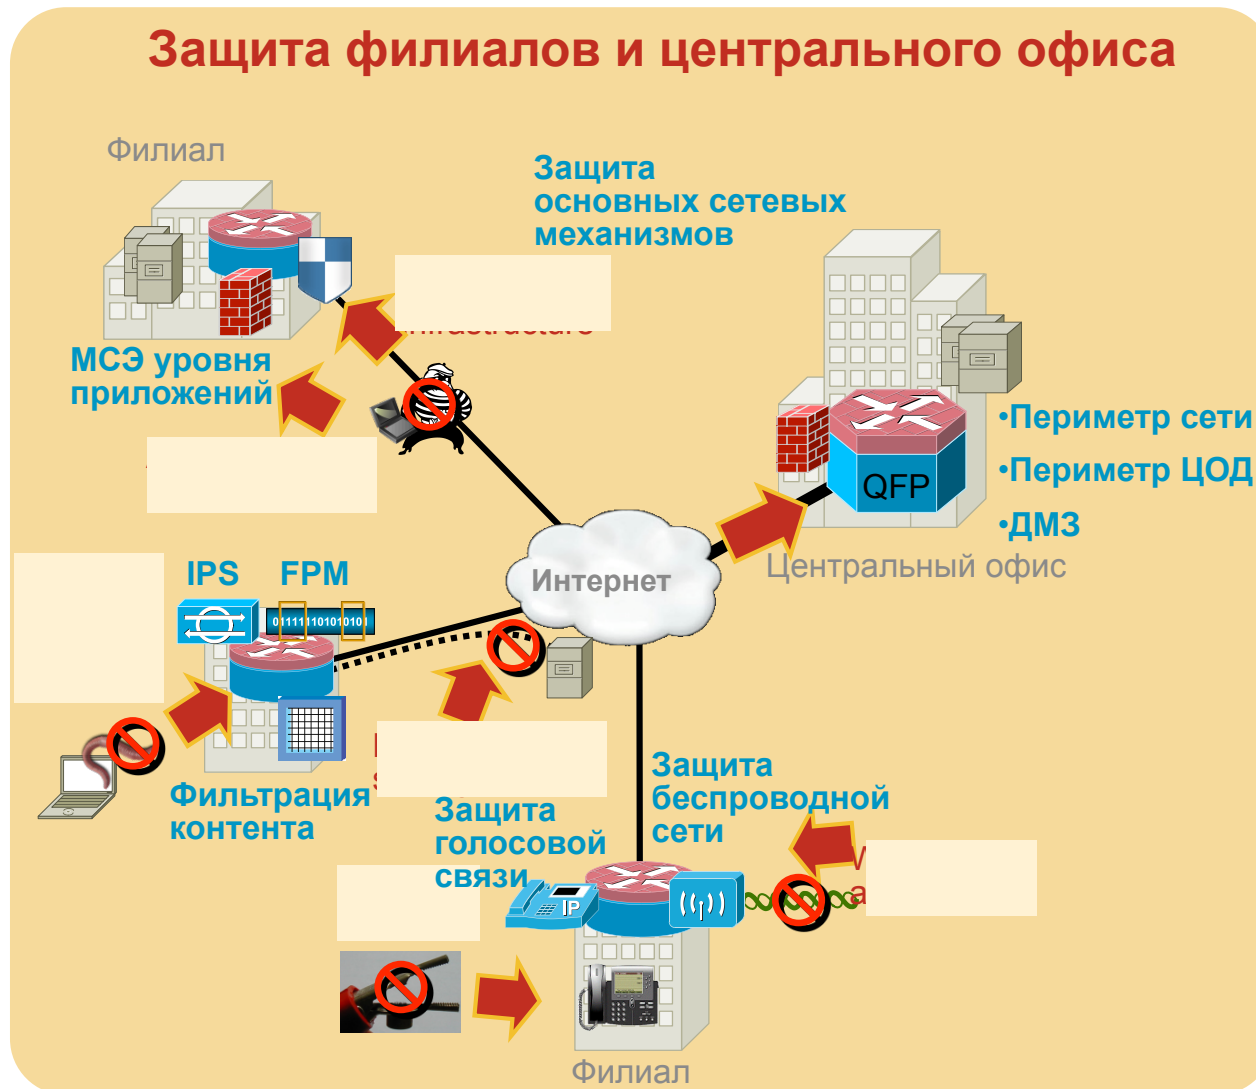 Защита филиалов и центрального офиса
Филиал
Защита
основных сетевых
механизмов
МСЭ уровня
приложений
QFP
•Периметр сети
•Периметр ЦОД
•ДМЗ
Центральный офис
Интернет
IPS
FPM
011111101010101
Фильтрация
контента
Защита
голосовой
связи
Защита
беспроводной
сети
IP
Филиал